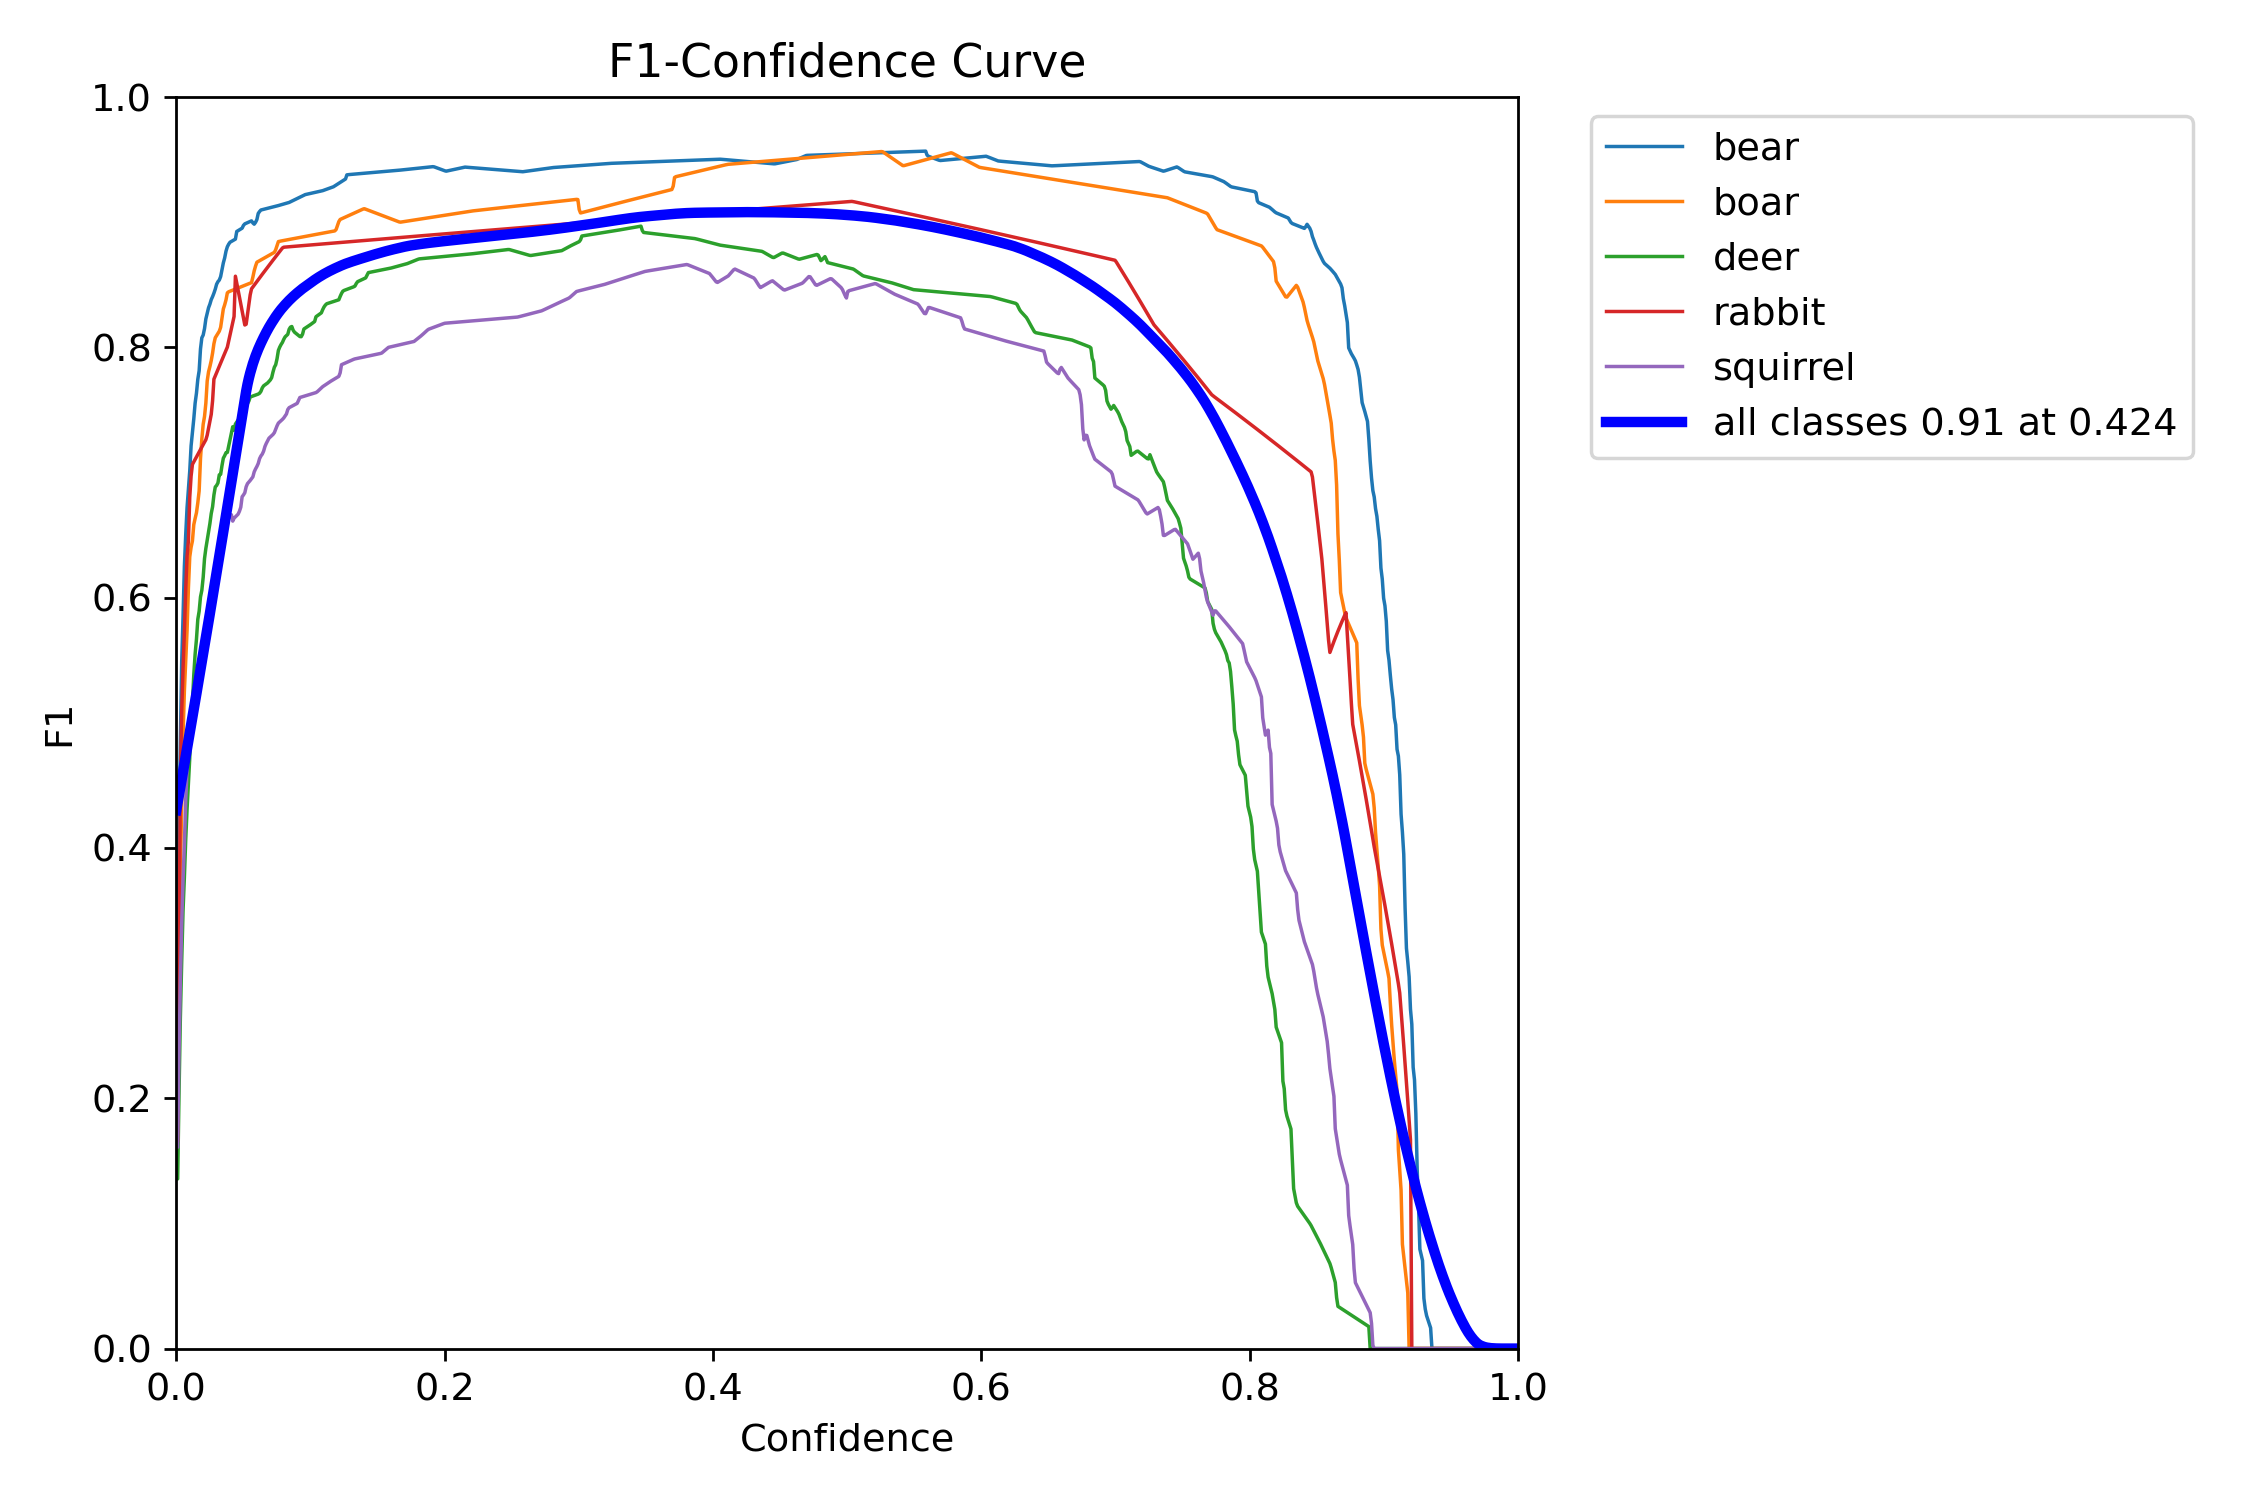 F1-Confidence Curve
1.0
0.8
0.6
0.4
0.2
0.0
F1
0.0 0.2 0.4 0.6 0.8 1.0
Confidence
bear
boar
deer
rabbit
squirrel
all classes 0.91 at 0.424